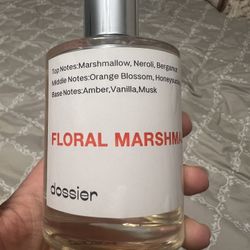 Top Notes:Marshmallow, Neroli, Bergamot
Middle Notes:Orange Blossom, Honeysuckle
Base Notes:Amber,Vanilla,Musk
FLORAL MARSHMA
dossier